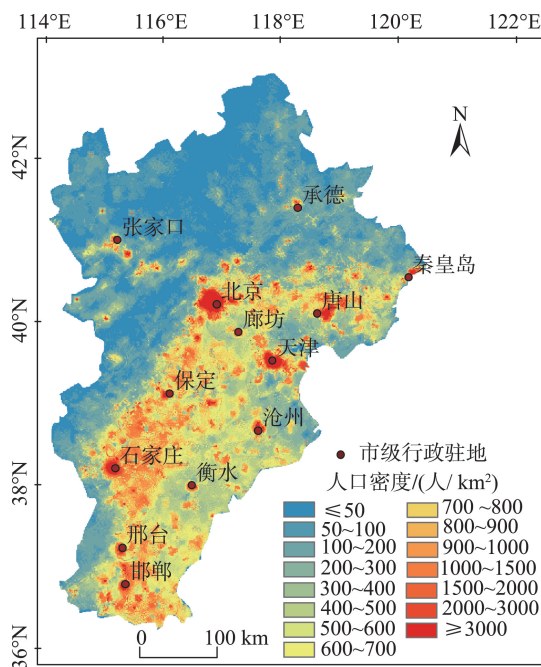 114°E 116°E 118°E 120°E 122°E
N
42°N
承德
张家口
秦皇岛
北京
唐山
40°N
廊坊
天津
保定
沧州
市级行政驻地
石家庄
衡水
38°N
人口密度/(人/ km²)
≤50 700~800
50~100 800~900
100~200 900~1000
200~300 1000~1500
300~400 1500~2000
400~500 2000~3000
500~600 ≥3000
600~700
邢台
邯郸
0 100 km
36°N